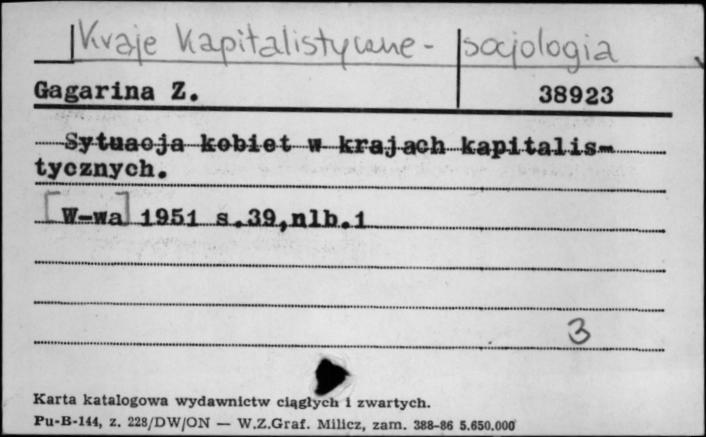 Kraje kapitalistyczne - socjologia
Gagarina Z. 38923
Sytuacja kobiet w krajach kapitalis-
tycznych.
[W-wa] 1951 s.39,nlb.1
3
Karta katalogowa wydawnictw ciągłych i zwartych.
Pu-B-144, z. 228/DW/ON — W.Z.Graf. Milicz, zam. 388-86 5.650.000